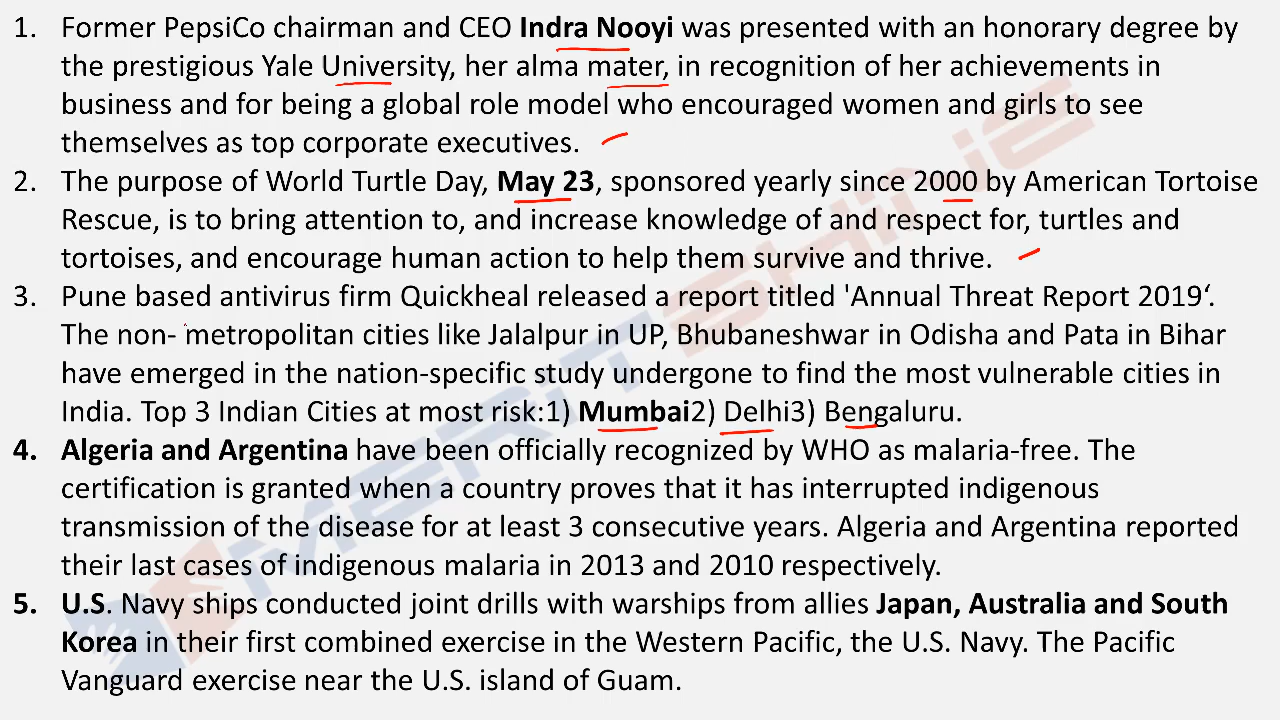 1. Former PepsiCo chairman and CEO Indra Nooyi was presented with an honorary degree by
the prestigious Yale University, her alma mater, in recognition of her achievements in
business and for being a global role model who encouraged women and girls to see
themselves as top corporate executives.
2. The purpose of World Turtle Day, May 23, sponsored yearly since 2000 by American Tortoise
Rescue, is to bring attention to, and increase knowledge of and respect for, turtles and
tortoises, and encourage human action to help them survive and thrive.
3. Pune based antivirus firm Quickheal released a report titled 'Annual Threat Report 2019‘.
The non- metropolitan cities like Jalalpur in UP, Bhubaneshwar in Odisha and Pata in Bihar
have emerged in the nation-specific study undergone to find the most vulnerable cities in
India. Top 3 Indian Cities at most risk:1) Mumbai2) Delhi3) Bengaluru.
4. Algeria and Argentina have been officially recognized by WHO as malaria-free. The
certification is granted when a country proves that it has interrupted indigenous
transmission of the disease for at least 3 consecutive years. Algeria and Argentina reported
their last cases of indigenous malaria in 2013 and 2010 respectively.
5. U.S. Navy ships conducted joint drills with warships from allies Japan, Australia and South
Korea in their first combined exercise in the Western Pacific, the U.S. Navy. The Pacific
Vanguard exercise near the U.S. island of Guam.
MERiTSHiNE